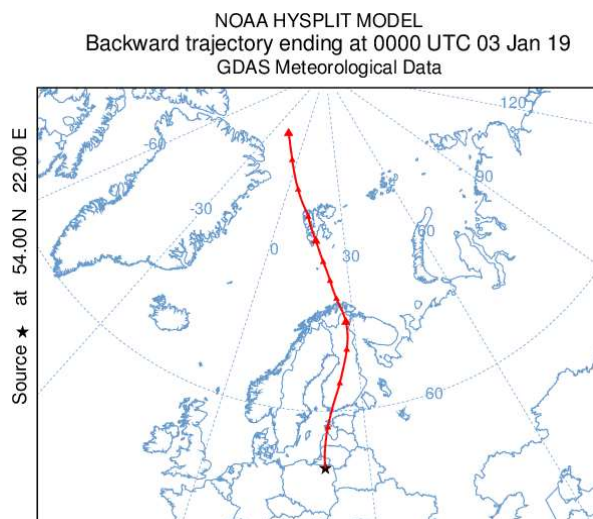 NOAA HYSPLIT MODEL
Backward trajectory ending at 0000 UTC 03 Jan 19
GDAS Meteorological Data
Source ★ at 54.00 N 22.00 E
-60
-30
0
30
60
90
120
60